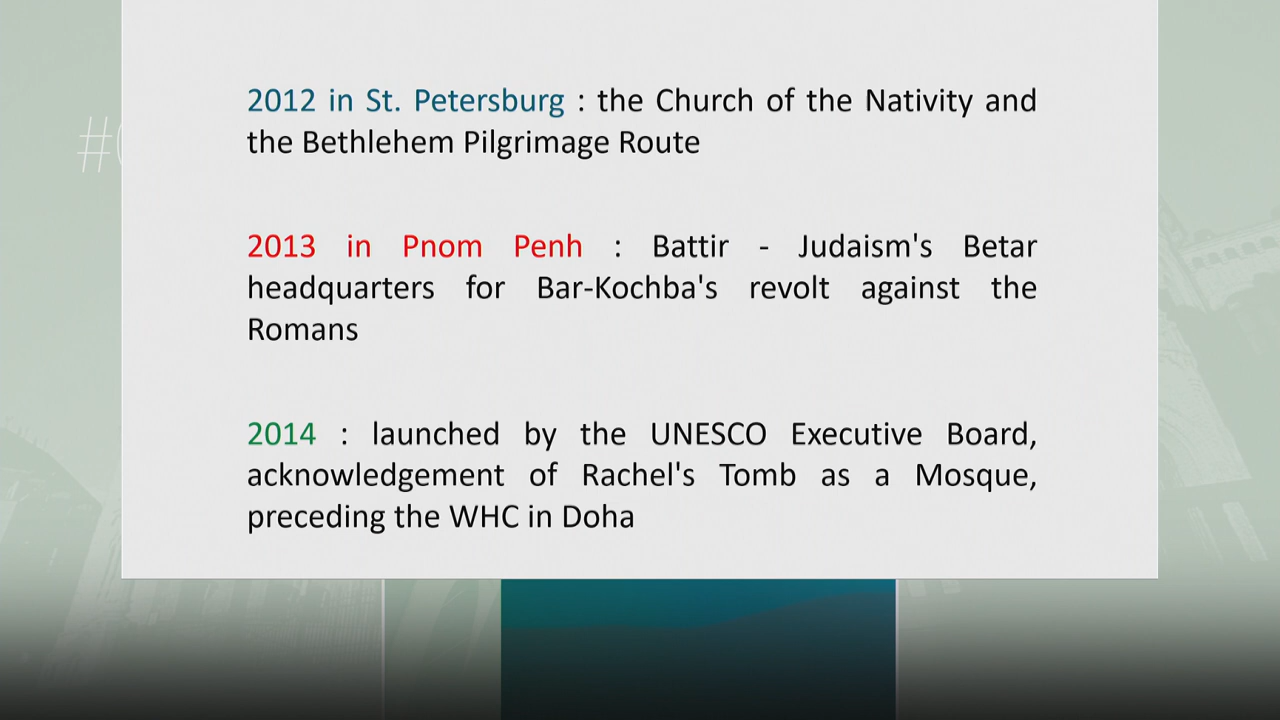 2012 in St. Petersburg : the Church of the Nativity and
the Bethlehem Pilgrimage Route
2013 in Pnom Penh : Battir - Judaism's Betar
headquarters for Bar-Kochba's revolt against the
Romans
2014 : launched by the UNESCO Executive Board,
acknowledgement of Rachel's Tomb as a Mosque,
preceding the WHC in Doha
#